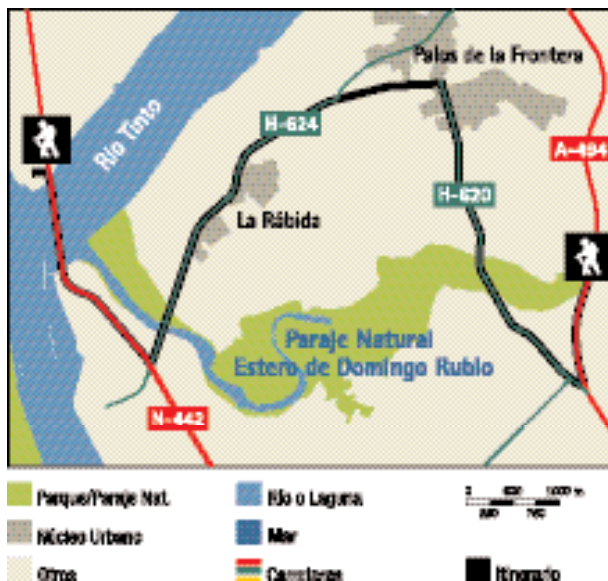 Palos de la Frontera
Río Tinto
H-624
A-494
H-620
La Rábida
Paraje Natural
Estero de Domingo Rubio
N-442
Parque/Paraje Nat.
Río o Laguna
Núcleo Urbano
Mar
Otros
Carreteras
Itinerario